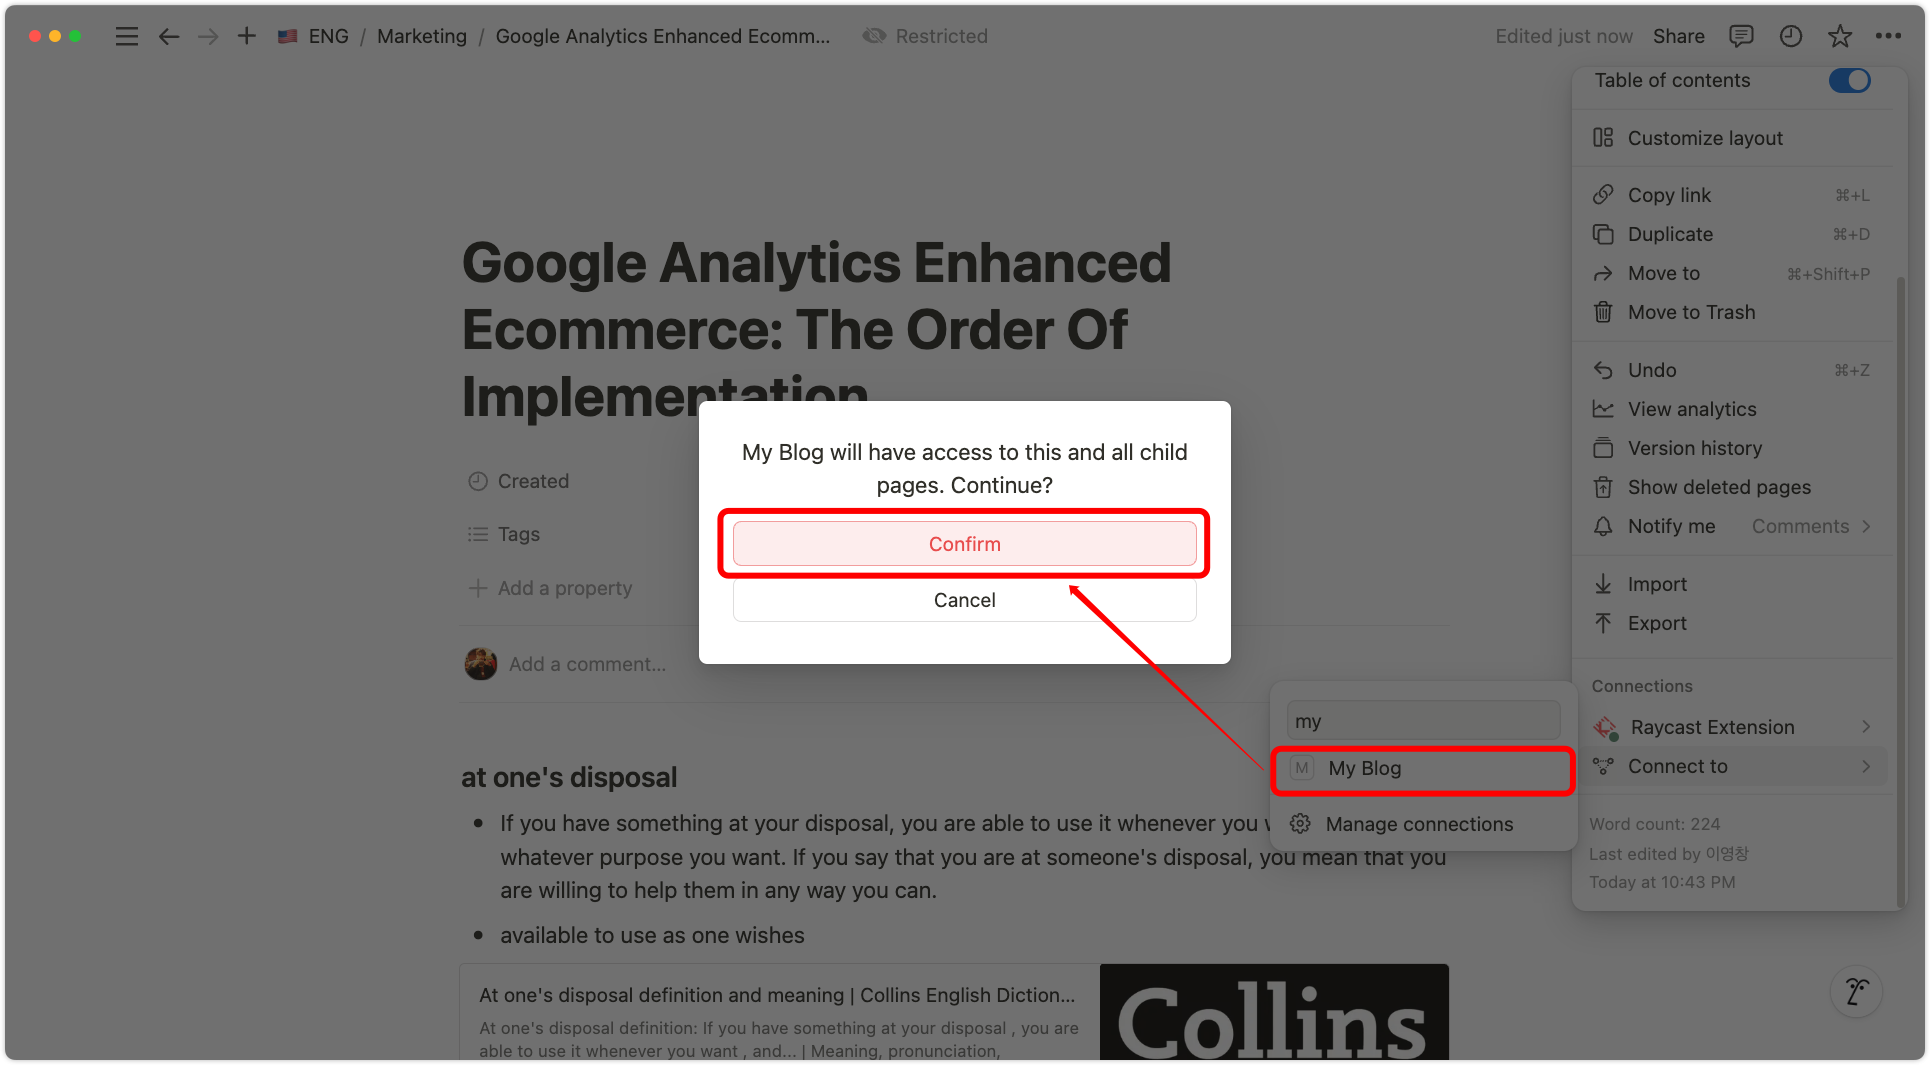 ENG / Marketing / Google Analytics Enhanced Ecomm... Restricted
Edited just now Share
Google Analytics Enhanced
Ecommerce: The Order Of
Implementation
Created
Tags
Add a property
Add a comment...
at one's disposal
If you have something at your disposal, you are able to use it whenever you
whatever purpose you want. If you say that you are at someone's disposal, you mean that you
are willing to help them in any way you can.
available to use as one wishes
At one's disposal definition and meaning | Collins English Diction...
At one's disposal definition: If you have something at your disposal , you are
able to use it whenever you want , and... | Meaning, pronunciation,
Collins
My Blog will have access to this and all child
pages. Continue?
Confirm
Cancel
my
M My Blog
Manage connections
Table of contents
Customize layout
Copy link ⌘+L
Duplicate ⌘+D
Move to ⌘+Shift+P
Move to Trash
Undo ⌘+Z
View analytics
Version history
Show deleted pages
Notify me Comments
Import
Export
Connections
Raycast Extension
Connect to
Word count: 224
Last edited by 이영창
Today at 10:43 PM